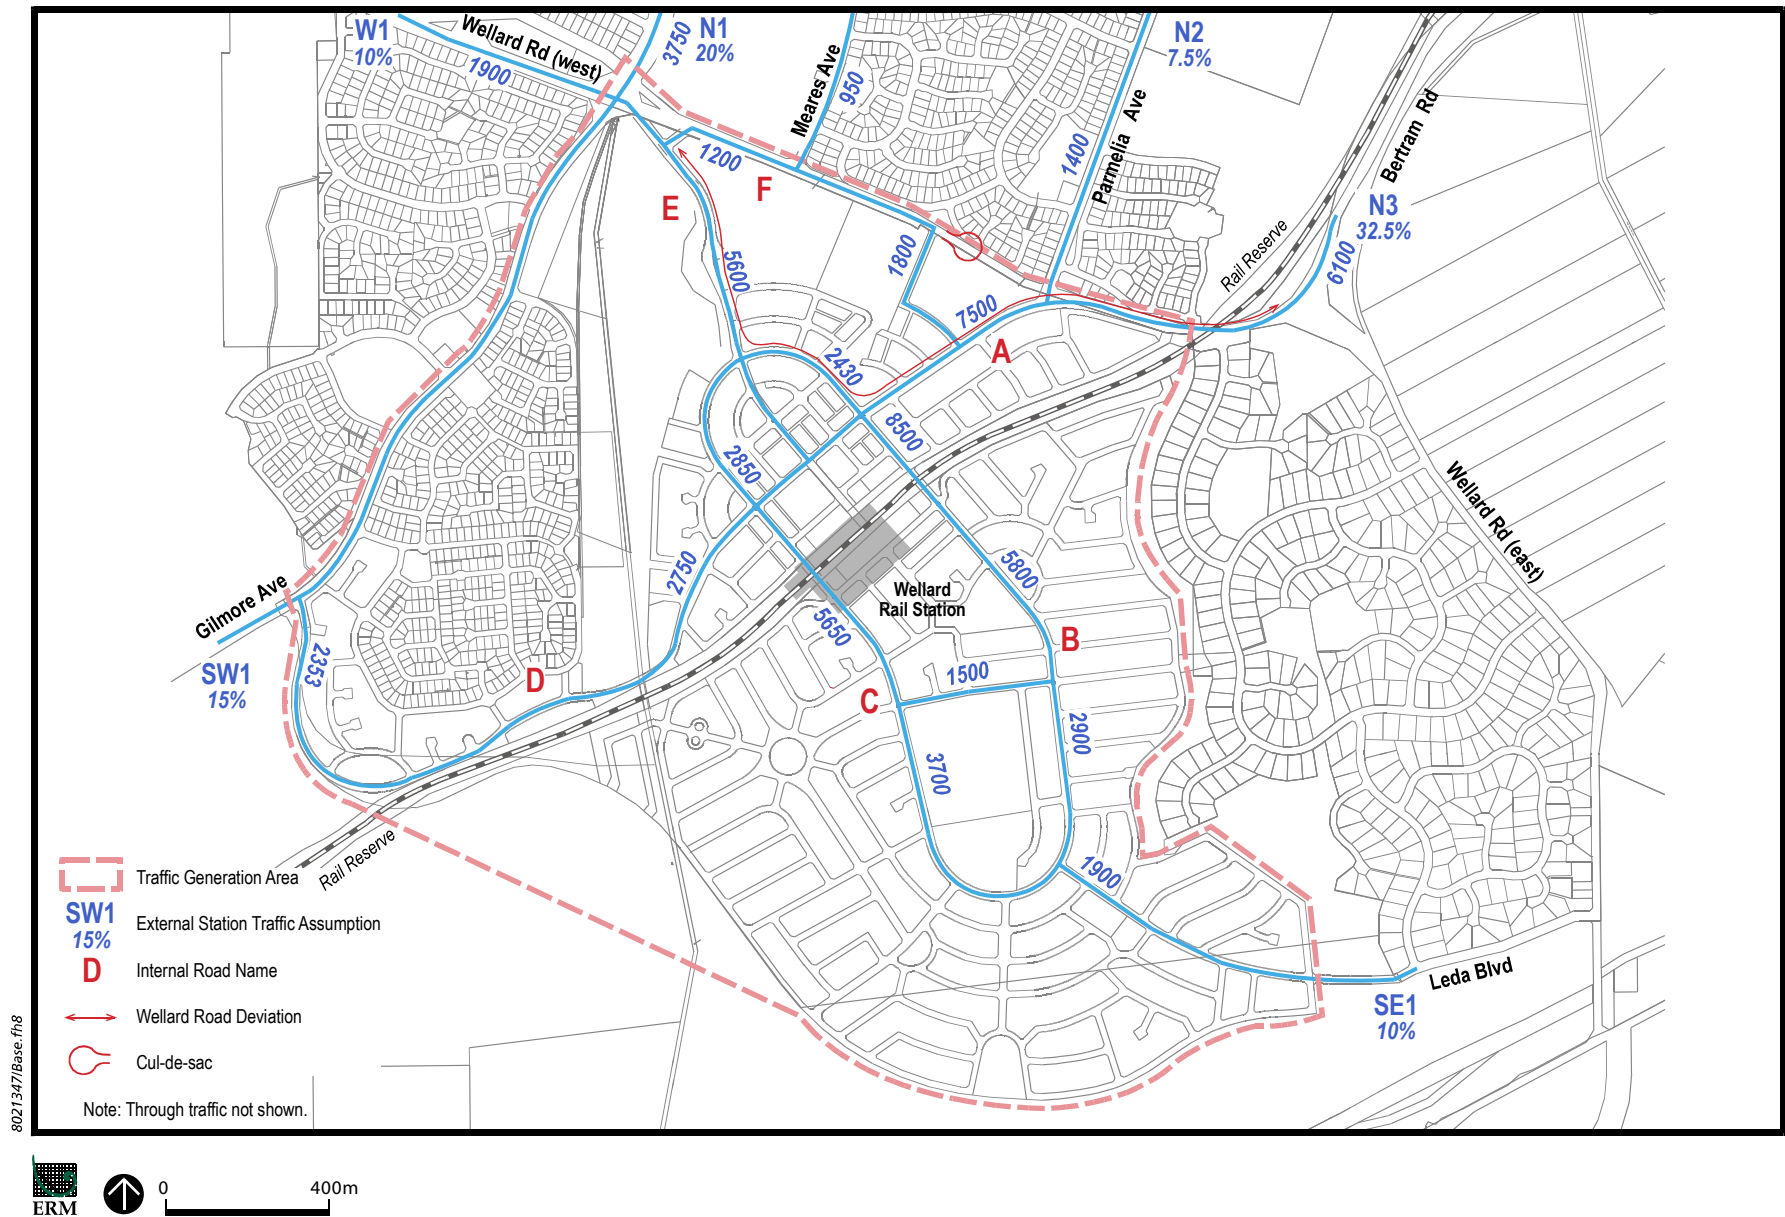 W1
10%
Wellard Rd (west)
1900
3750
N1
20%
Meares Ave
950
N2
7.5%
1400
Parmelia Ave
Bertram Rd
N3
32.5%
6100
Rail Reserve
1200
F
E
5600
1800
7500
A
2430
8500
2850
2750
5800
Wellard Rd (east)
Wellard
Rail Station
5650
Gilmore Ave
SW1
15%
2353
D
B
1500
C
2900
3700
1900
Leda Blvd
SE1
10%
Rail Reserve
Traffic Generation Area
SW1
15%
External Station Traffic Assumption
D
Internal Road Name
Wellard Road Deviation
Cul-de-sac
Note: Through traffic not shown.
8021347/Base.fh8
ERM
0 400m